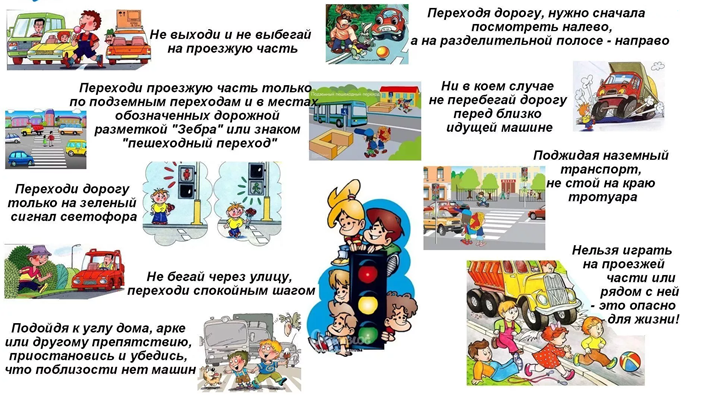 Не выходи и не выбегай
на проезжую часть
Переходя дорогу, нужно сначала
посмотреть налево,
а на разделительной полосе - направо
Переходи проезжую часть только
по подземным переходам и в местах,
обозначенных дорожной
разметкой "Зебра" или знаком
"пешеходный переход"
Ни в коем случае
не перебегай дорогу
перед близко
идущей машине
Переходи дорогу
только на зеленый
сигнал светофора
Поджидая наземный
транспорт,
не стой на краю
тротуара
Не бегай через улицу,
переходи спокойным шагом
Нельзя играть
на проезжей
части или
рядом с ней
- это опасно
для жизни!
Подойдя к углу дома, арке
или другому препятствию,
приостановись и убедись,
что поблизости нет машин